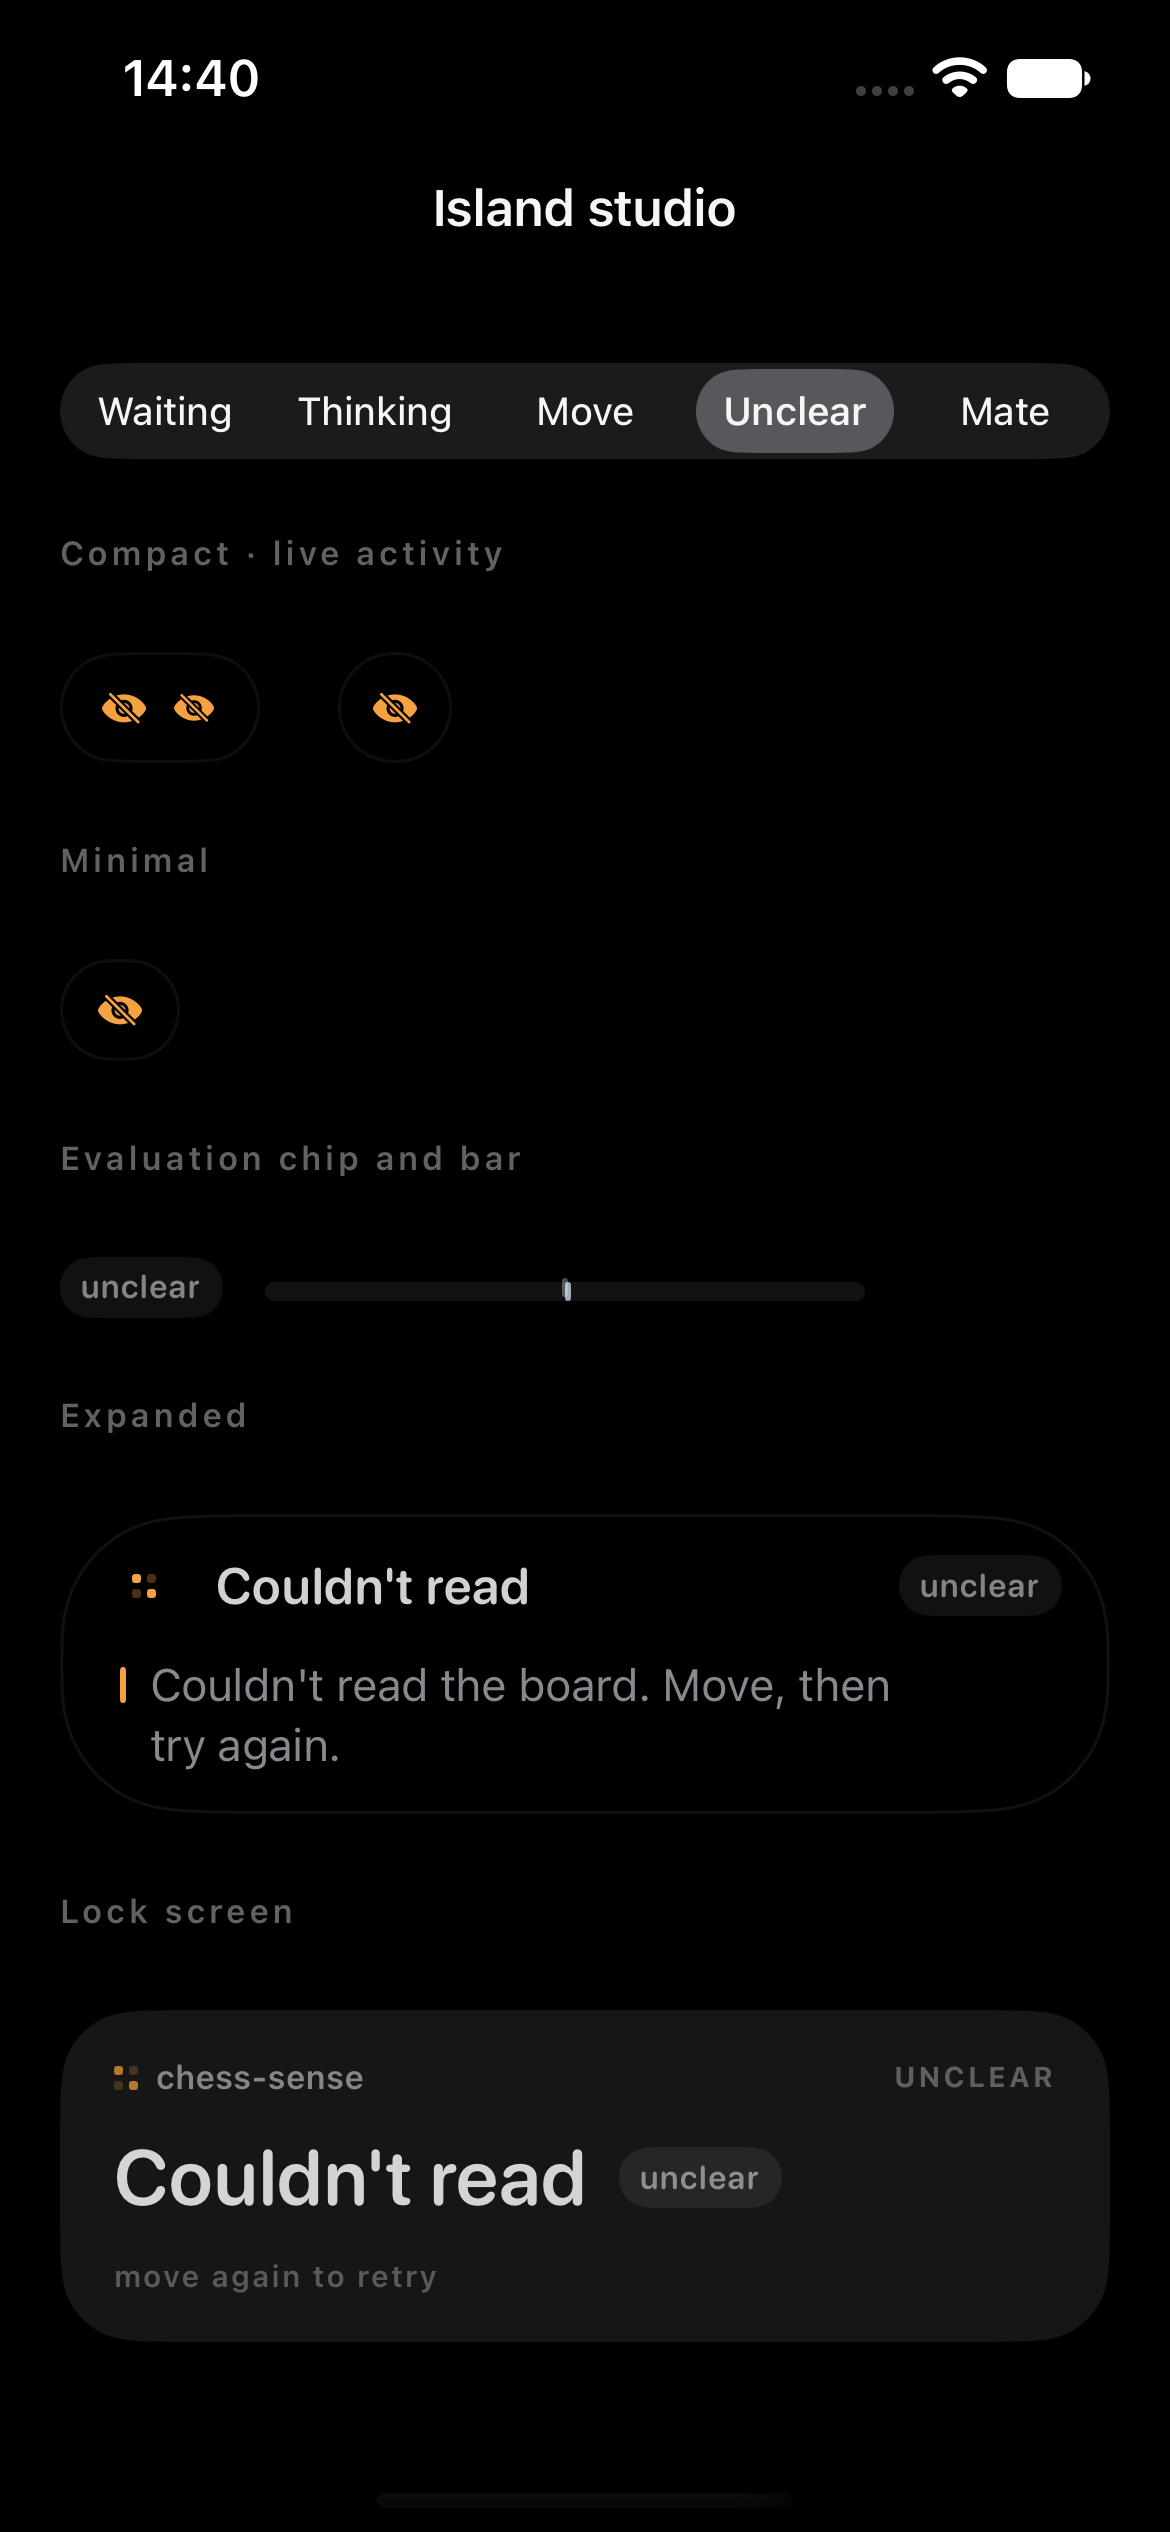 14:40
Island studio
Waiting Thinking Move Unclear Mate
Compact · live activity
Minimal
Evaluation chip and bar
unclear
Expanded
Couldn't read unclear
Couldn't read the board. Move, then
try again.
Lock screen
chess-sense UNCLEAR
Couldn't read unclear
move again to retry